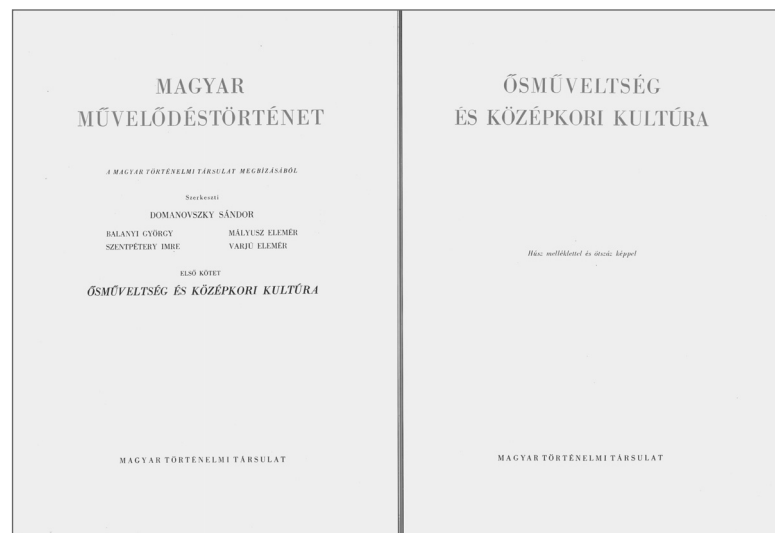 MAGYAR
MŰVELŐDÉSTÖRTÉNET
A MAGYAR TÖRTÉNELMI TÁRSULAT MEGBÍZÁSÁBÓL
Szerkeszti
DOMANOVSZKY SÁNDOR
BALANYI GYÖRGY MÁLYUSZ ELEMÉR
SZENTPÉTERY IMRE VARJÚ ELEMÉR
ELSŐ KÖTET
ŐSMŰVELTSÉG ÉS KÖZÉPKORI KULTÚRA
MAGYAR TÖRTÉNELMI TÁRSULAT
ŐSMŰVELTSÉG
ÉS KÖZÉPKORI KULTÚRA
Húsz melléklettel és ötszáz képpel
MAGYAR TÖRTÉNELMI TÁRSULAT